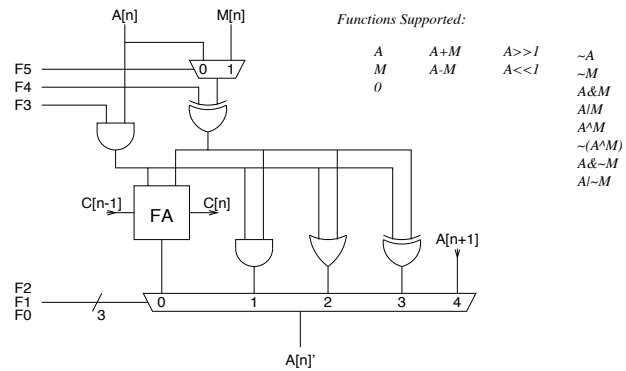 A[n] M[n]
Functions Supported:
A A+M A>>1
M A-M A<<1
0
~A
~M
A&M
A|M
A^M
~(A^M)
A&~M
A|~M
F5
0 1
F4
F3
C[n-1] FA C[n]
A[n+1]
F2
F1
F0
3
0 1 2 3 4
A[n]'